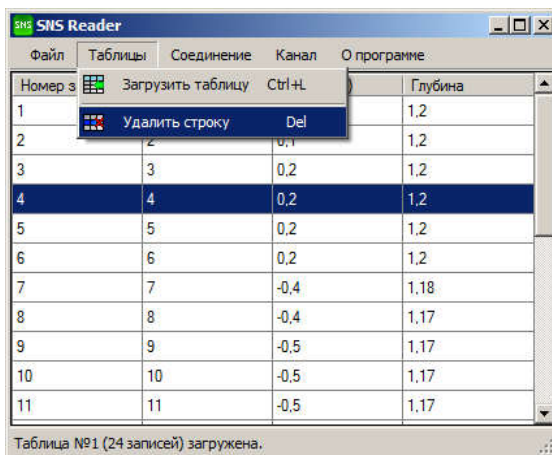 SNS SNS Reader
Файл Таблицы Соединение Канал О программе
Номер з Глубина
Загрузить таблицу Ctrl+L
Удалить строку Del
1 1,2
2 2 0,1 1,2
3 3 0,2 1,2
4 4 0,2 1,2
5 5 0,2 1,2
6 6 0,2 1,2
7 7 -0,4 1,18
8 8 -0,4 1,17
9 9 -0,5 1,17
10 10 -0,5 1,17
11 11 -0,5 1,17
Таблица №1 (24 записей) загружена.